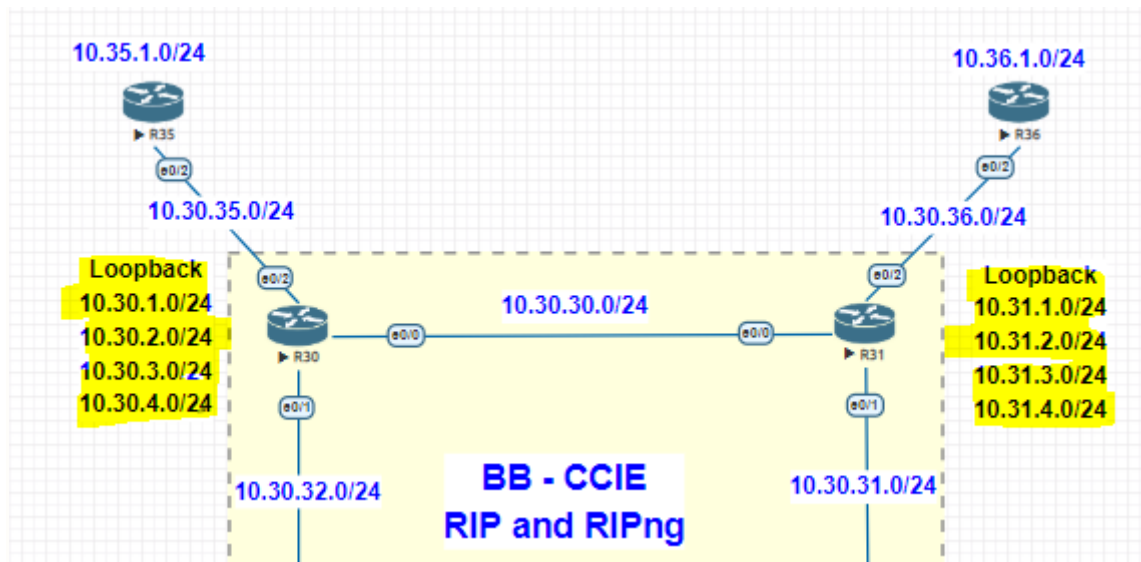 10.35.1.0/24
10.36.1.0/24
R35
R36
e0/2
e0/2
10.30.35.0/24
10.30.36.0/24
Loopback
10.30.1.0/24
10.30.2.0/24
10.30.3.0/24
10.30.4.0/24
e0/2
e0/2
Loopback
10.31.1.0/24
10.31.2.0/24
10.31.3.0/24
10.31.4.0/24
10.30.30.0/24
e0/0
e0/0
R30
R31
e0/1
e0/1
10.30.32.0/24
10.30.31.0/24
BB - CCIE
RIP and RIPng